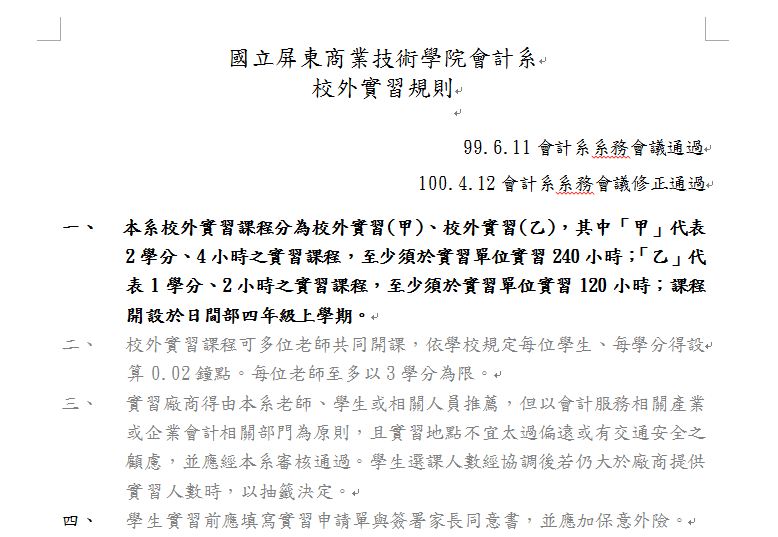 國立屏東商業技術學院會計系
校外實習規則
99.6.11會計系系務會議通過
100.4.12會計系系務會議修正通過
一、 本系校外實習課程分為校外實習(甲)、校外實習(乙)，其中「甲」代表
2學分、4小時之實習課程，至少須於實習單位實習240小時；「乙」代
表1學分、2小時之實習課程，至少須於實習單位實習120小時；課程
開設於日間部四年級上學期。
二、 校外實習課程可多位老師共同開課，依學校規定每位學生、每學分得設
算0.02鐘點。每位老師至多以3學分為限。
三、 實習廠商得由本系老師、學生或相關人員推薦，但以會計服務相關產業
或企業會計相關部門為原則，且實習地點不宜太過偏遠或有交通安全之
顧慮，並應經本系審核通過。學生選課人數經協調後若仍大於廠商提供
實習人數時，以抽籤決定。
四、 學生實習前應填寫實習申請單與簽署家長同意書，並應加保意外險。